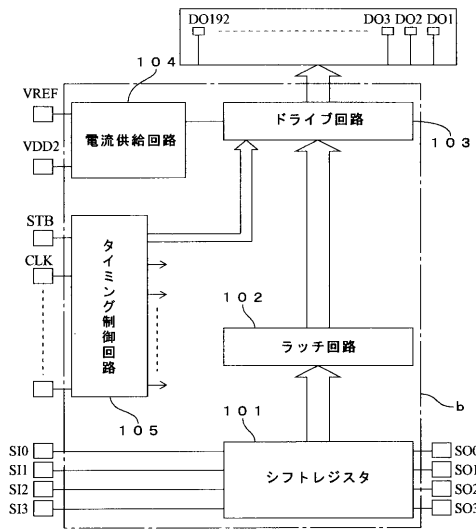 DO192 DO3 DO2 DO1
104
VREF
電流供給回路
ドライブ回路
VDD2
103
STB
CLK
タイミング制御回路
102
ラッチ回路
105
101
b
SI0
SI1
SI2
SI3
シフトレジスタ
SO0
SO1
SO2
SO3